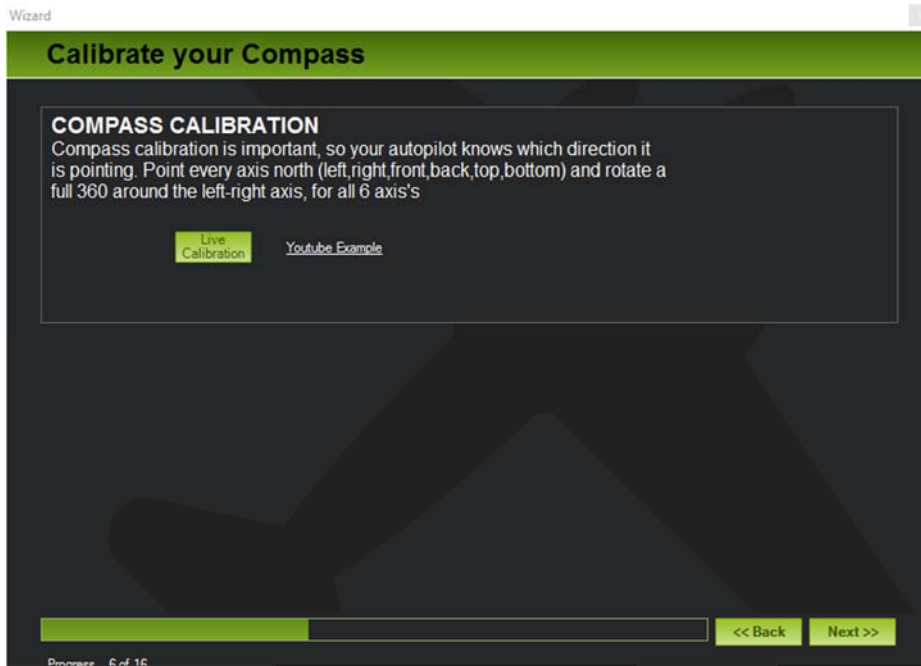 Wizard
Calibrate your Compass
COMPASS CALIBRATION
Compass calibration is important, so your autopilot knows which direction it
is pointing. Point every axis north (left,right,front,back,top,bottom) and rotate a
full 360 around the left-right axis, for all 6 axis's
Live
Calibration
Youtube Example
<< Back
Next >>
Progress 6 of 16